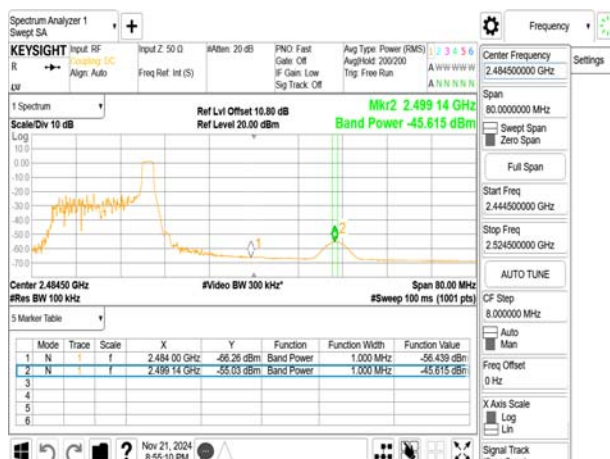 Spectrum Analyzer 1
Swept SA
+
Frequency
KEYSIGHT Input: RF Input Z: 50 Ω #Atten: 20 dB PNO: Fast Avg Type: Power (RMS) 1 2 3 4 5 6
Coupling: DC Gate: Off Avg|Hold: 200/200 A W W W W W
R Align: Auto Freq Ref: Int (S) IF Gain: Low Trig: Free Run
Sig Track: Off A N N N N N
Center Frequency
2.484500000 GHz
Settings
Span
80.0000000 MHz
Swept Span
Zero Span
Full Span
Start Freq
2.444500000 GHz
Stop Freq
2.524500000 GHz
AUTO TUNE
CF Step
8.000000 MHz
Auto
Man
Freq Offset
0 Hz
X Axis Scale
Log
Lin
Signal Track
1 Spectrum
Scale/Div 10 dB
Ref Lvl Offset 10.80 dB
Ref Level 20.00 dBm
Mkr2 2.499 14 GHz
Band Power -45.615 dBm
Log
10.0
0.00
-10.0
-20.0
-30.0
-40.0
-50.0
-60.0
-70.0
1
2
Center 2.48450 GHz #Video BW 300 kHz* Span 80.00 MHz
#Res BW 100 kHz #Sweep 100 ms (1001 pts)
5 Marker Table
Mode Trace Scale X Y Function Function Width Function Value
1 N 1 f 2.484 00 GHz -66.26 dBm Band Power 1.000 MHz -56.439 dBm
2 N 1 f 2.499 14 GHz -55.03 dBm Band Power 1.000 MHz -45.615 dBm
3
4
5
6
?
Nov 21, 2024
8:55:10 PM